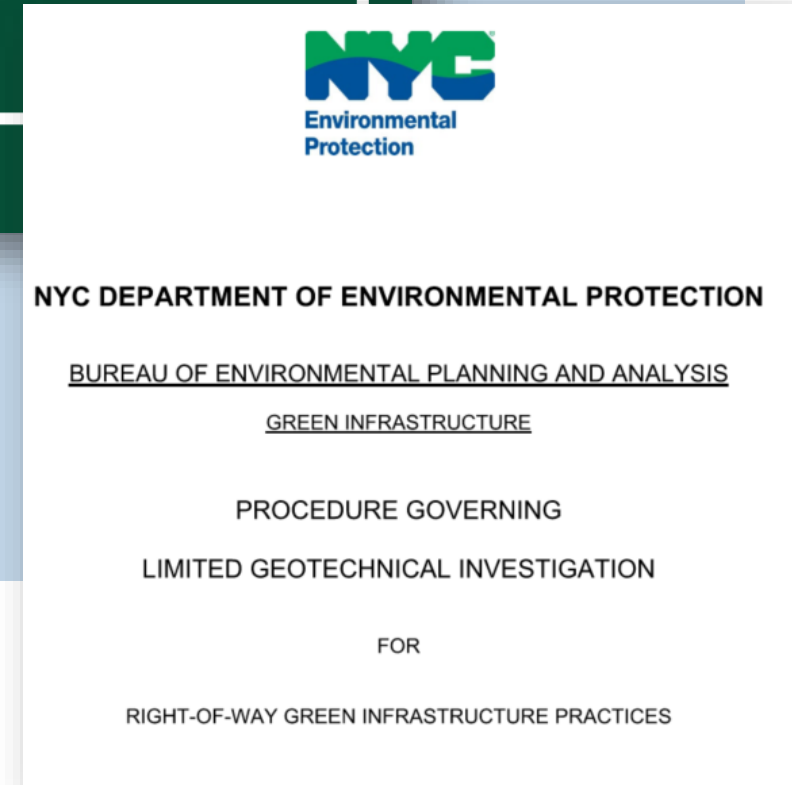 NYC
Environmental
Protection
NYC DEPARTMENT OF ENVIRONMENTAL PROTECTION
BUREAU OF ENVIRONMENTAL PLANNING AND ANALYSIS
GREEN INFRASTRUCTURE
PROCEDURE GOVERNING
LIMITED GEOTECHNICAL INVESTIGATION
FOR
RIGHT-OF-WAY GREEN INFRASTRUCTURE PRACTICES